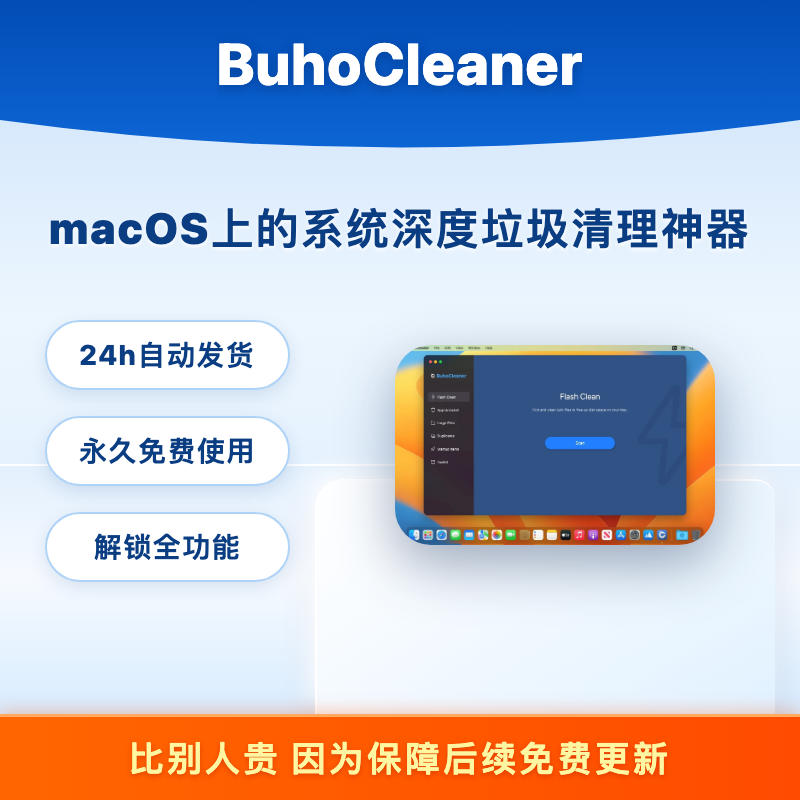 BuhoCleaner
macOS上的系统深度垃圾清理神器
24h自动发货
永久免费使用
解锁全功能
BuhoCleaner
Flash Clean
Flash Clean
Start
比别人贵 因为保障后续免费更新